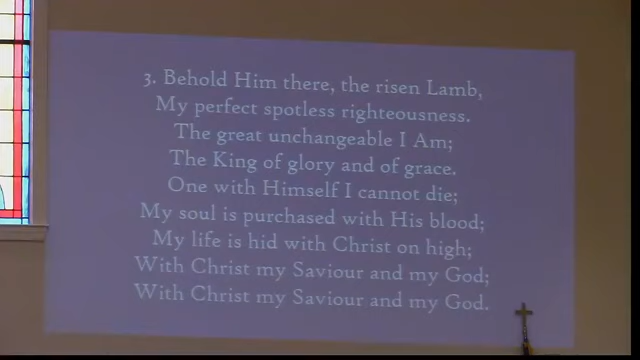 3. Behold Him there, the risen Lamb,
My perfect spotless righteousness.
The great unchangeable I Am;
The King of glory and of grace.
One with Himself I cannot die;
My soul is purchased with His blood;
My life is hid with Christ on high;
With Christ my Saviour and my God;
With Christ my Saviour and my God.